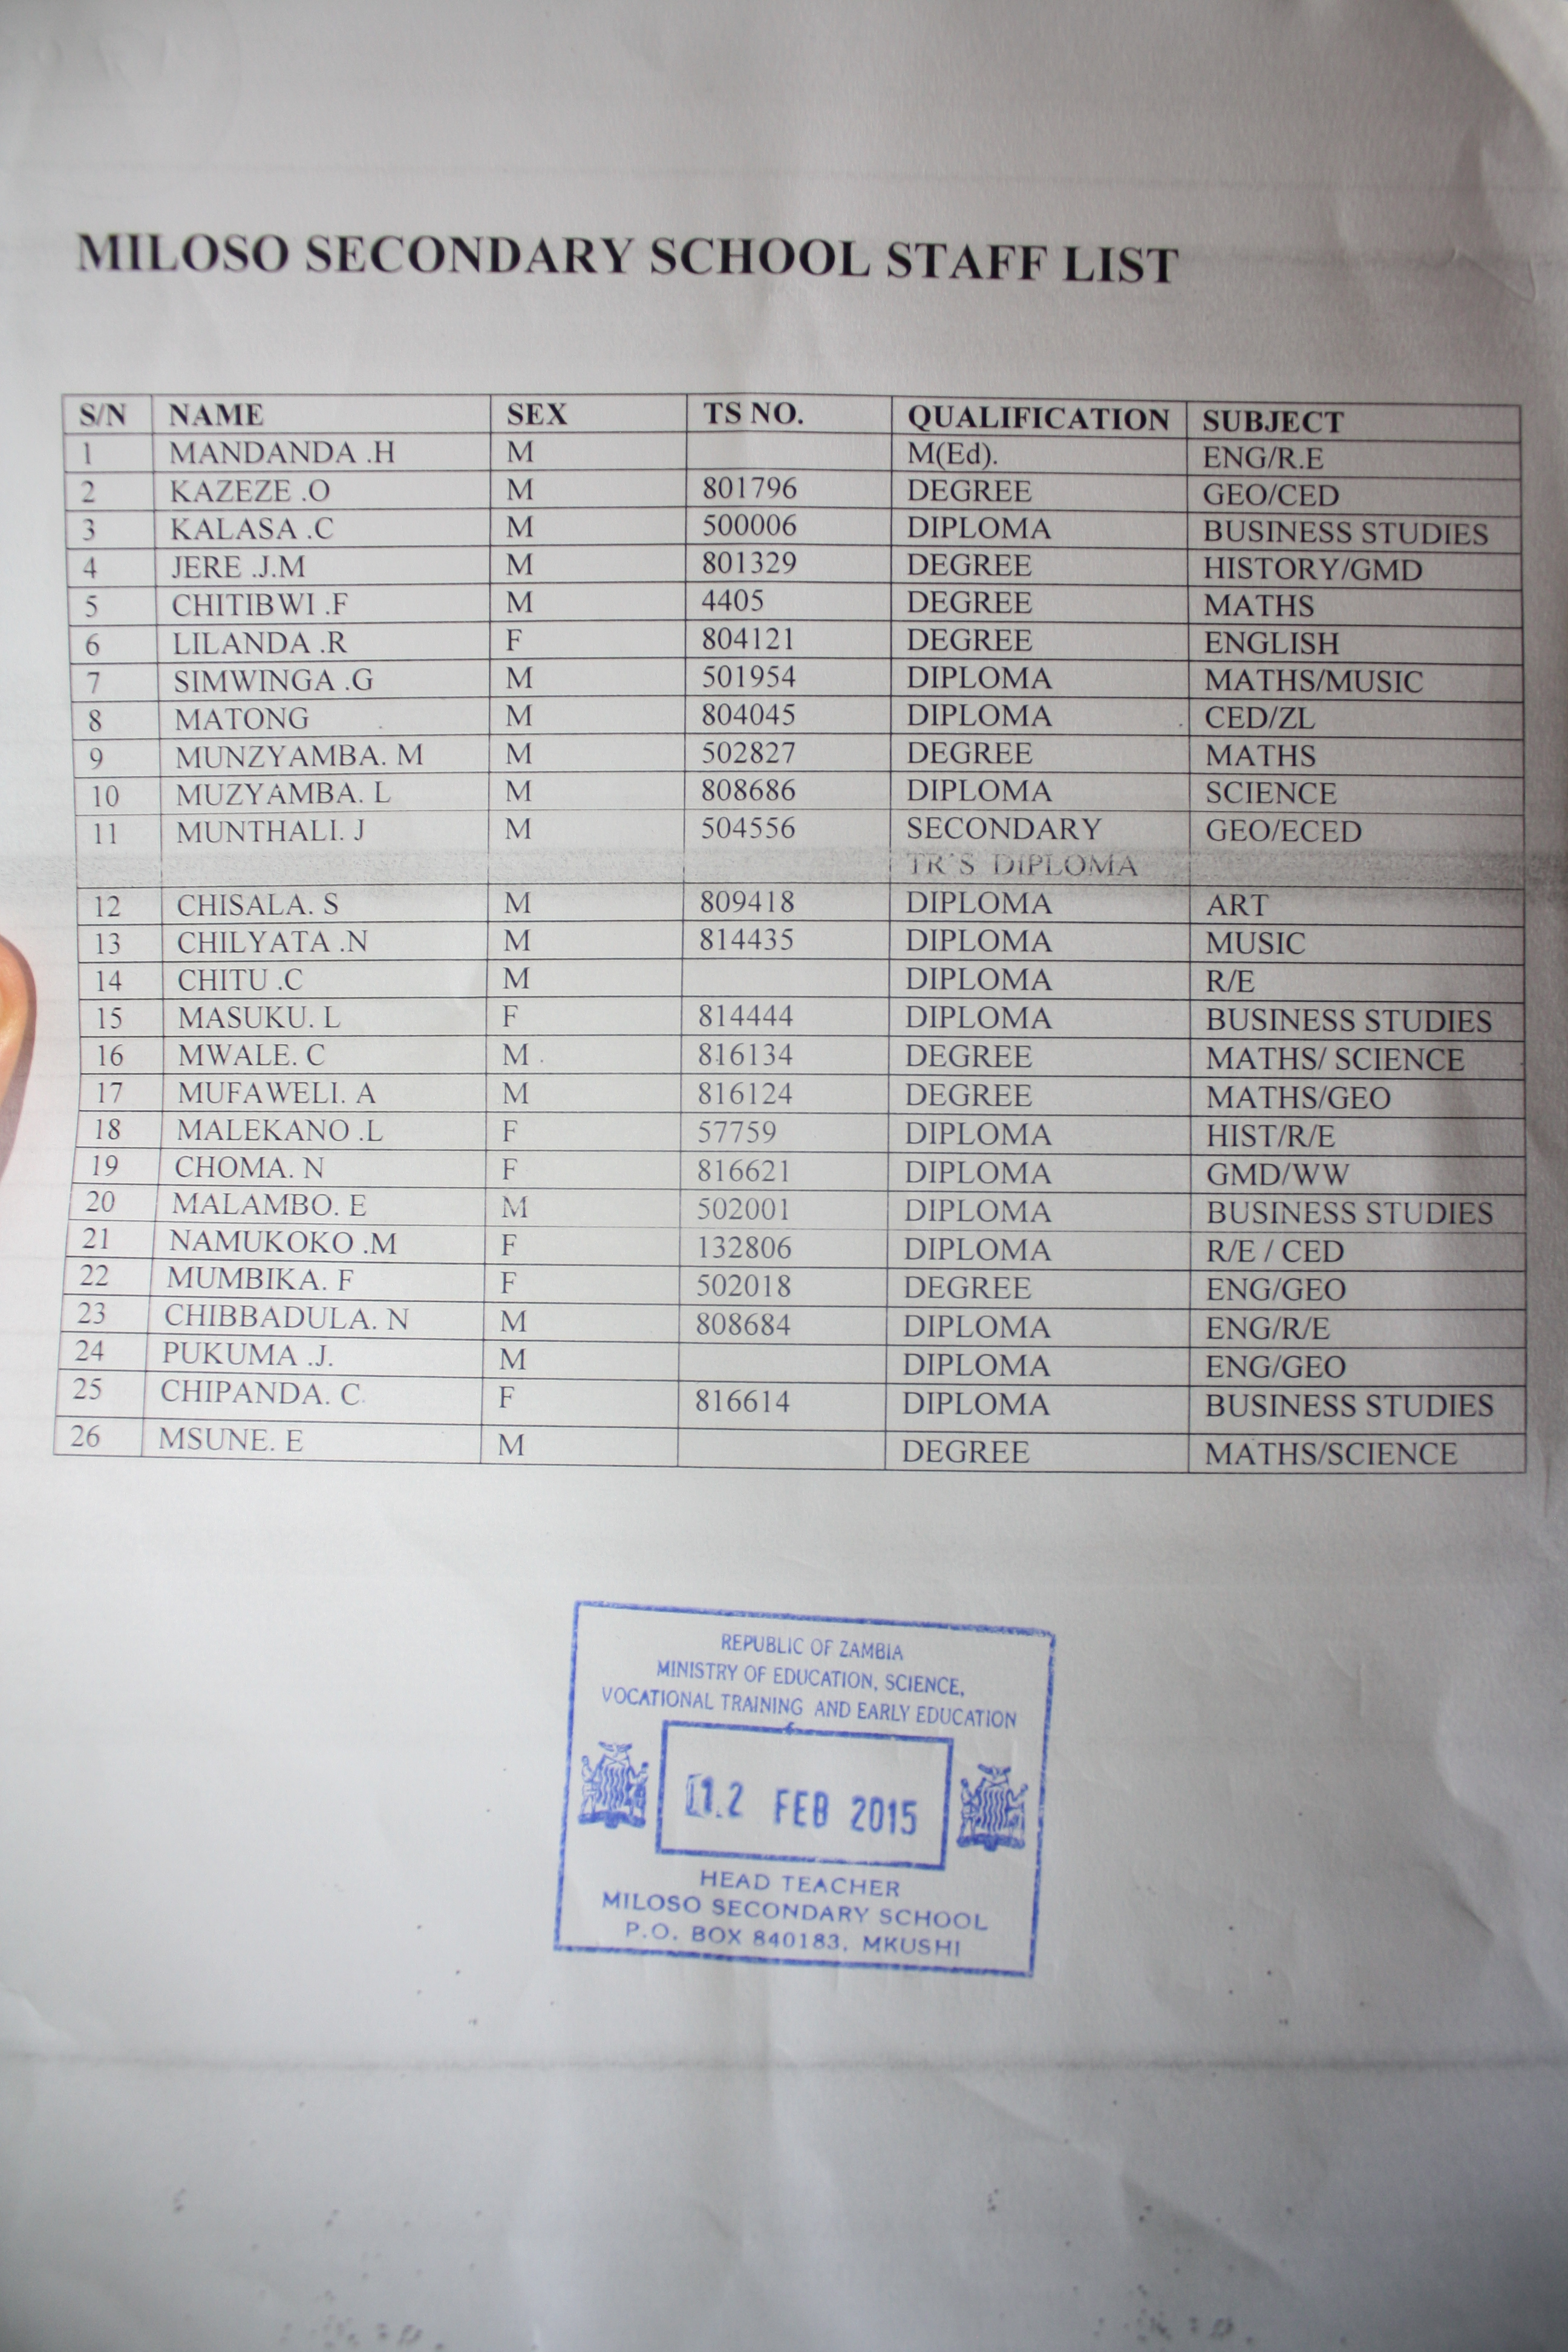 MILOSO SECONDARY SCHOOL STAFF LIST
S/N NAME SEX TS NO. QUALIFICATION SUBJECT
1 MANDANDA .H M M(Ed). ENG/R.E
2 KAZEZE .O M 801796 DEGREE GEO/CED
3 KALASA .C M 500006 DIPLOMA BUSINESS STUDIES
4 JERE .J.M M 801329 DEGREE HISTORY/GMD
5 CHITIBWI .F M 4405 DEGREE MATHS
6 LILANDA .R F 804121 DEGREE ENGLISH
7 SIMWINGA .G M 501954 DIPLOMA MATHS/MUSIC
8 MATONG M 804045 DIPLOMA CED/ZL
9 MUNZYAMBA. M M 502827 DEGREE MATHS
10 MUZYAMBA. L M 808686 DIPLOMA SCIENCE
11 MUNTHALI. J M 504556 SECONDARY GEO/ECED
TR'S DIPLOMA
12 CHISALA. S M 809418 DIPLOMA ART
13 CHILYATA .N M 814435 DIPLOMA MUSIC
14 CHITU .C M DIPLOMA R/E
15 MASUKU. L F 814444 DIPLOMA BUSINESS STUDIES
16 MWALE. C M 816134 DEGREE MATHS/ SCIENCE
17 MUFAWELI. A M 816124 DEGREE MATHS/GEO
18 MALEKANO .L F 57759 DIPLOMA HIST/R/E
19 CHOMA. N F 816621 DIPLOMA GMD/WW
20 MALAMBO. E M 502001 DIPLOMA BUSINESS STUDIES
21 NAMUKOKO .M F 132806 DIPLOMA R/E / CED
22 MUMBIKA. F F 502018 DEGREE ENG/GEO
23 CHIBBADULA. N M 808684 DIPLOMA ENG/R/E
24 PUKUMA .J. M DIPLOMA ENG/GEO
25 CHIPANDA. C F 816614 DIPLOMA BUSINESS STUDIES
26 MSUNE. E M DEGREE MATHS/SCIENCE
REPUBLIC OF ZAMBIA
MINISTRY OF EDUCATION, SCIENCE,
VOCATIONAL TRAINING AND EARLY EDUCATION
12 FEB 2015
HEAD TEACHER
MILOSO SECONDARY SCHOOL
P.O. BOX 840183, MKUSHI